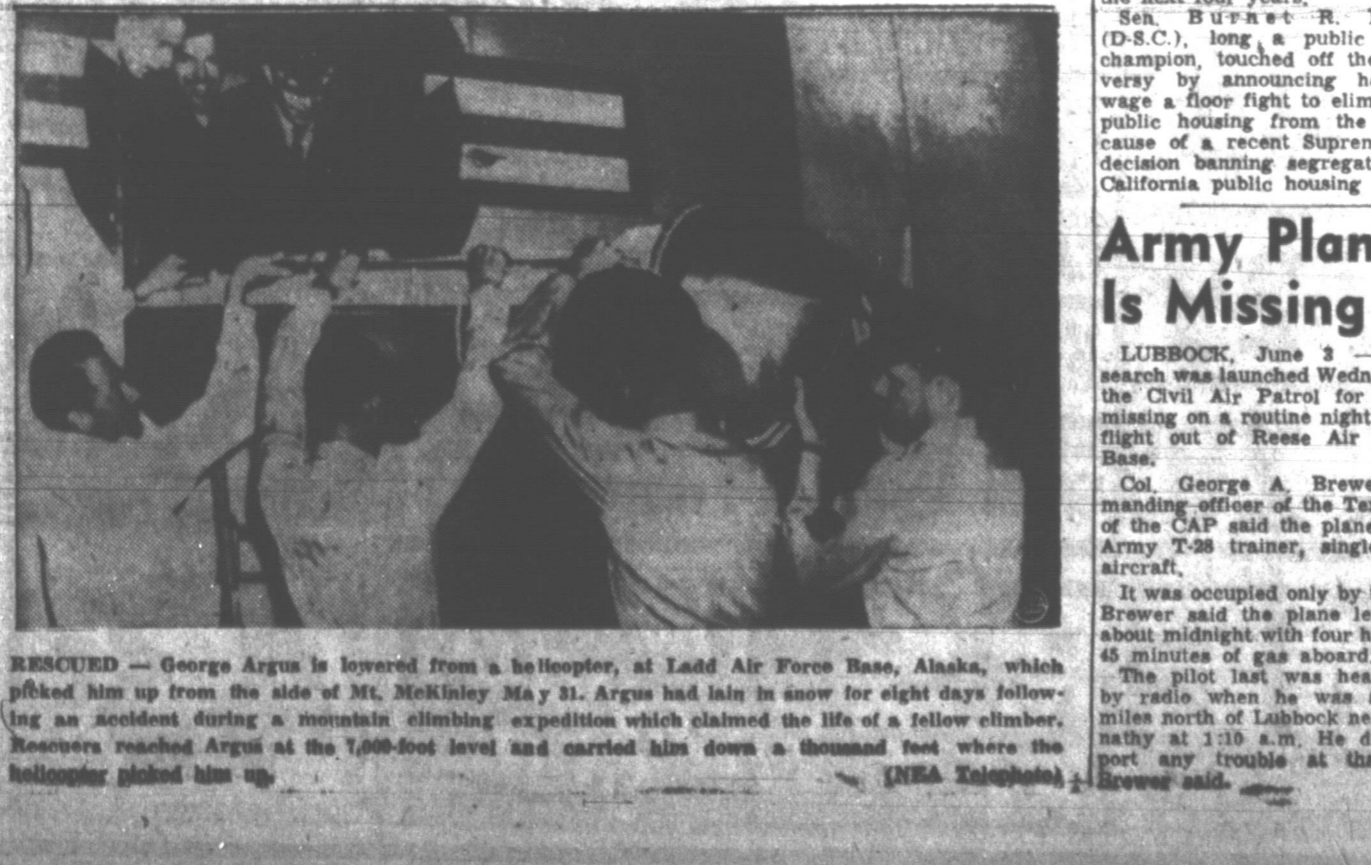 RESCUED — George Argus is lowered from a helicopter, at Ladd Air Force Base, Alaska, which
picked him up from the side of Mt. McKinley May 31. Argus had lain in snow for eight days follow-
ing an accident during a mountain climbing expedition which claimed the life of a fellow climber.
Rescuers reached Argus at the 7,000-foot level and carried him down a thousand feet where the
helicopter picked him up. (NEA Telephoto)
the next four years.
Sen. Burnet R.
(D-S.C.), long a public
champion, touched off the
versy by announcing h
wage a floor fight to elim
public housing from the
cause of a recent Suprem
decision banning segregat
California public housing
Army Plan
Is Missing
LUBBOCK, June 3 —
search was launched Wedn
the Civil Air Patrol for
missing on a routine night
flight out of Reese Air
Base.
Col. George A. Brewe
manding officer of the Te
of the CAP said the plane
Army T-28 trainer, singl
aircraft.
It was occupied only by
Brewer said the plane le
about midnight with four h
45 minutes of gas aboard.
The pilot last was hea
by radio when he was
miles north of Lubbock ne
nathy at 1:10 a.m. He d
port any trouble at tha
Brewer said.